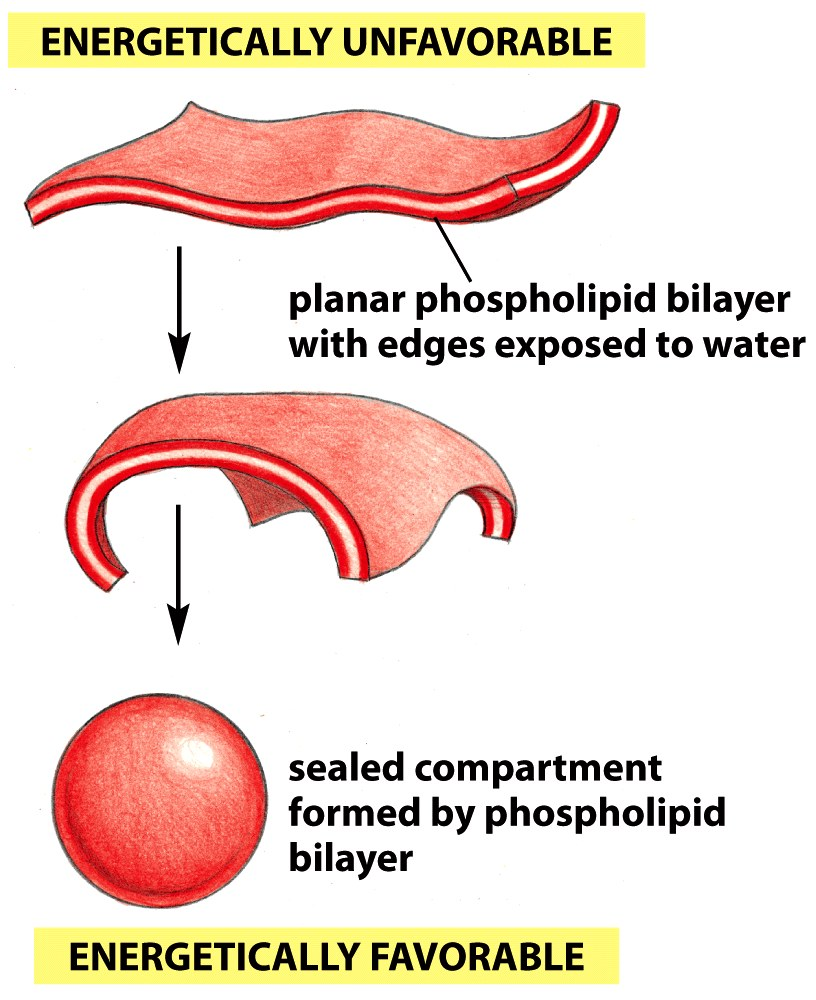 ENERGETICALLY UNFAVORABLE
planar phospholipid bilayer
with edges exposed to water
sealed compartment
formed by phospholipid
bilayer
ENERGETICALLY FAVORABLE